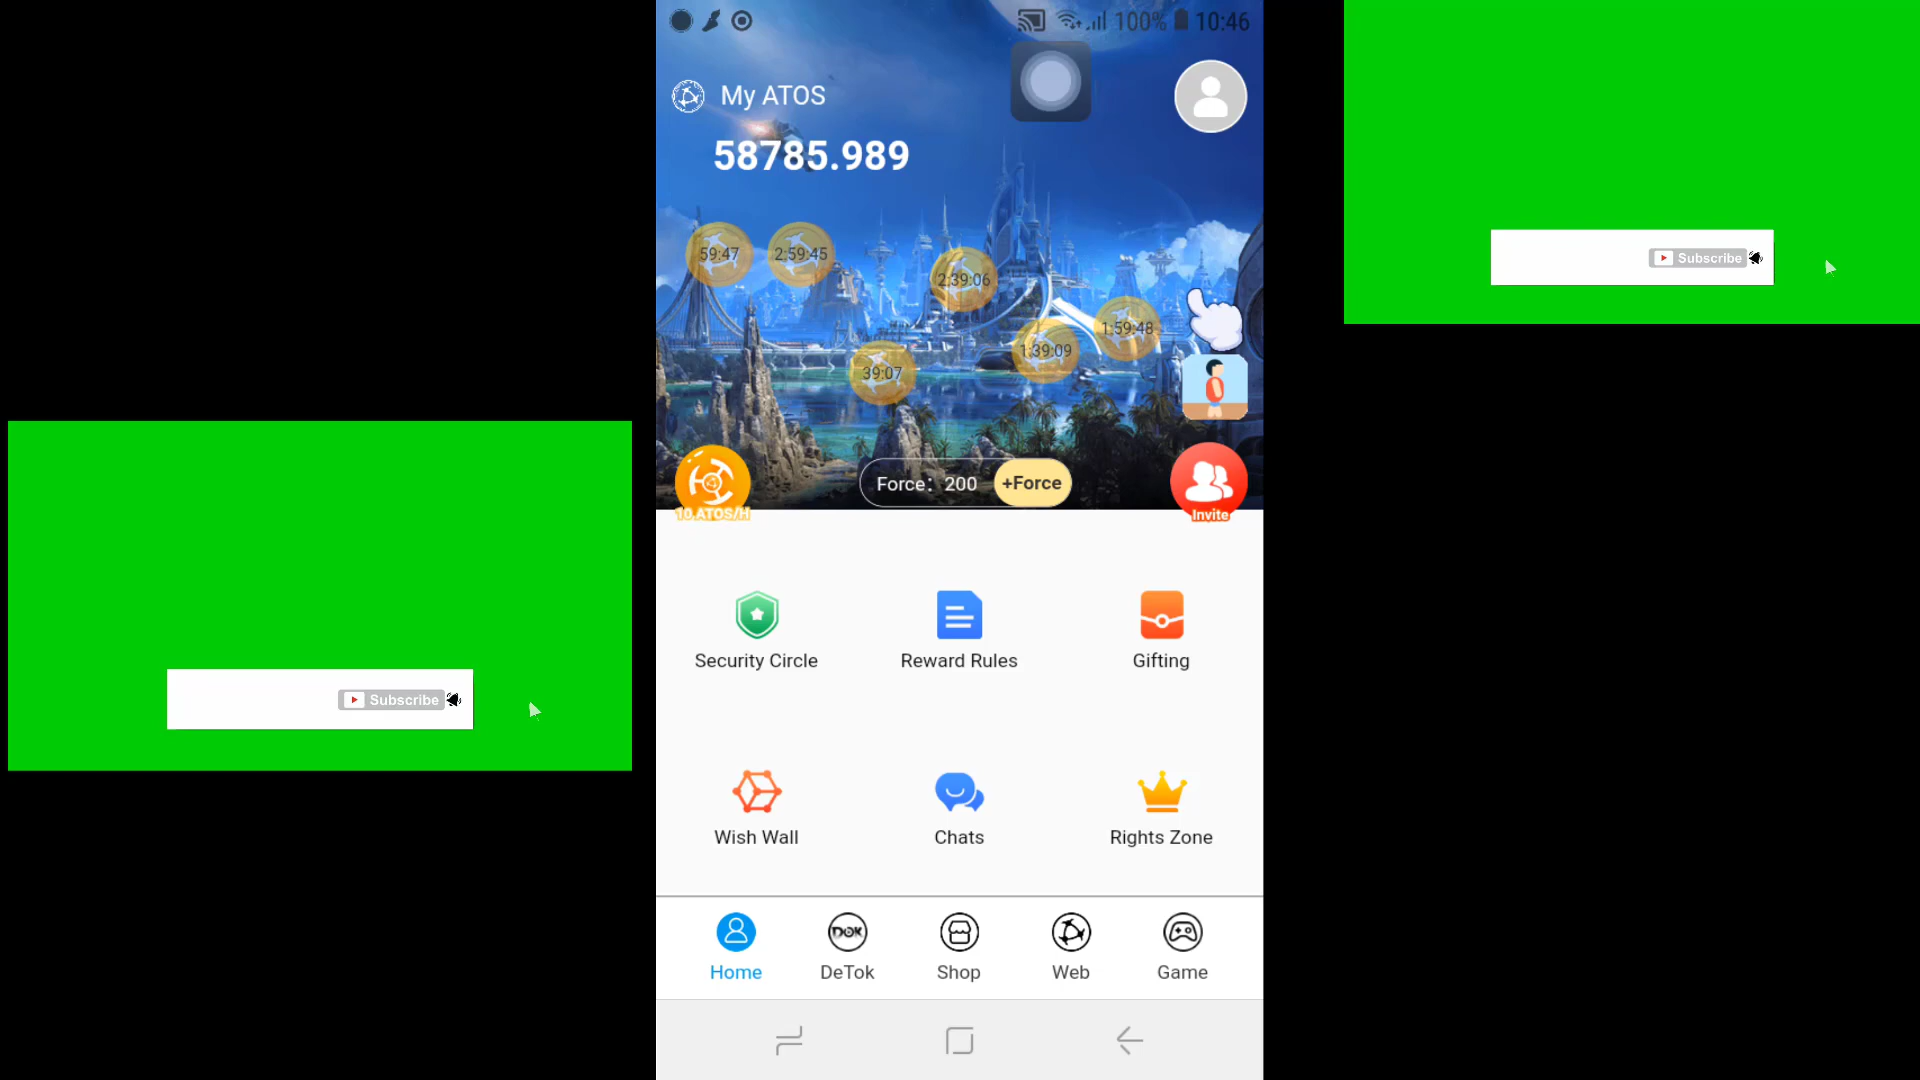 100% 10:46
My ATOS
58785.989
59:47
2:59:45
2:39:06
1:59:48
1:39:09
39:07
Subscribe
10 ATOS/H
Force: 200
+Force
Invite
Security Circle
Reward Rules
Gifting
Subscribe
Wish Wall
Chats
Rights Zone
DOK
Home
DeTok
Shop
Web
Game